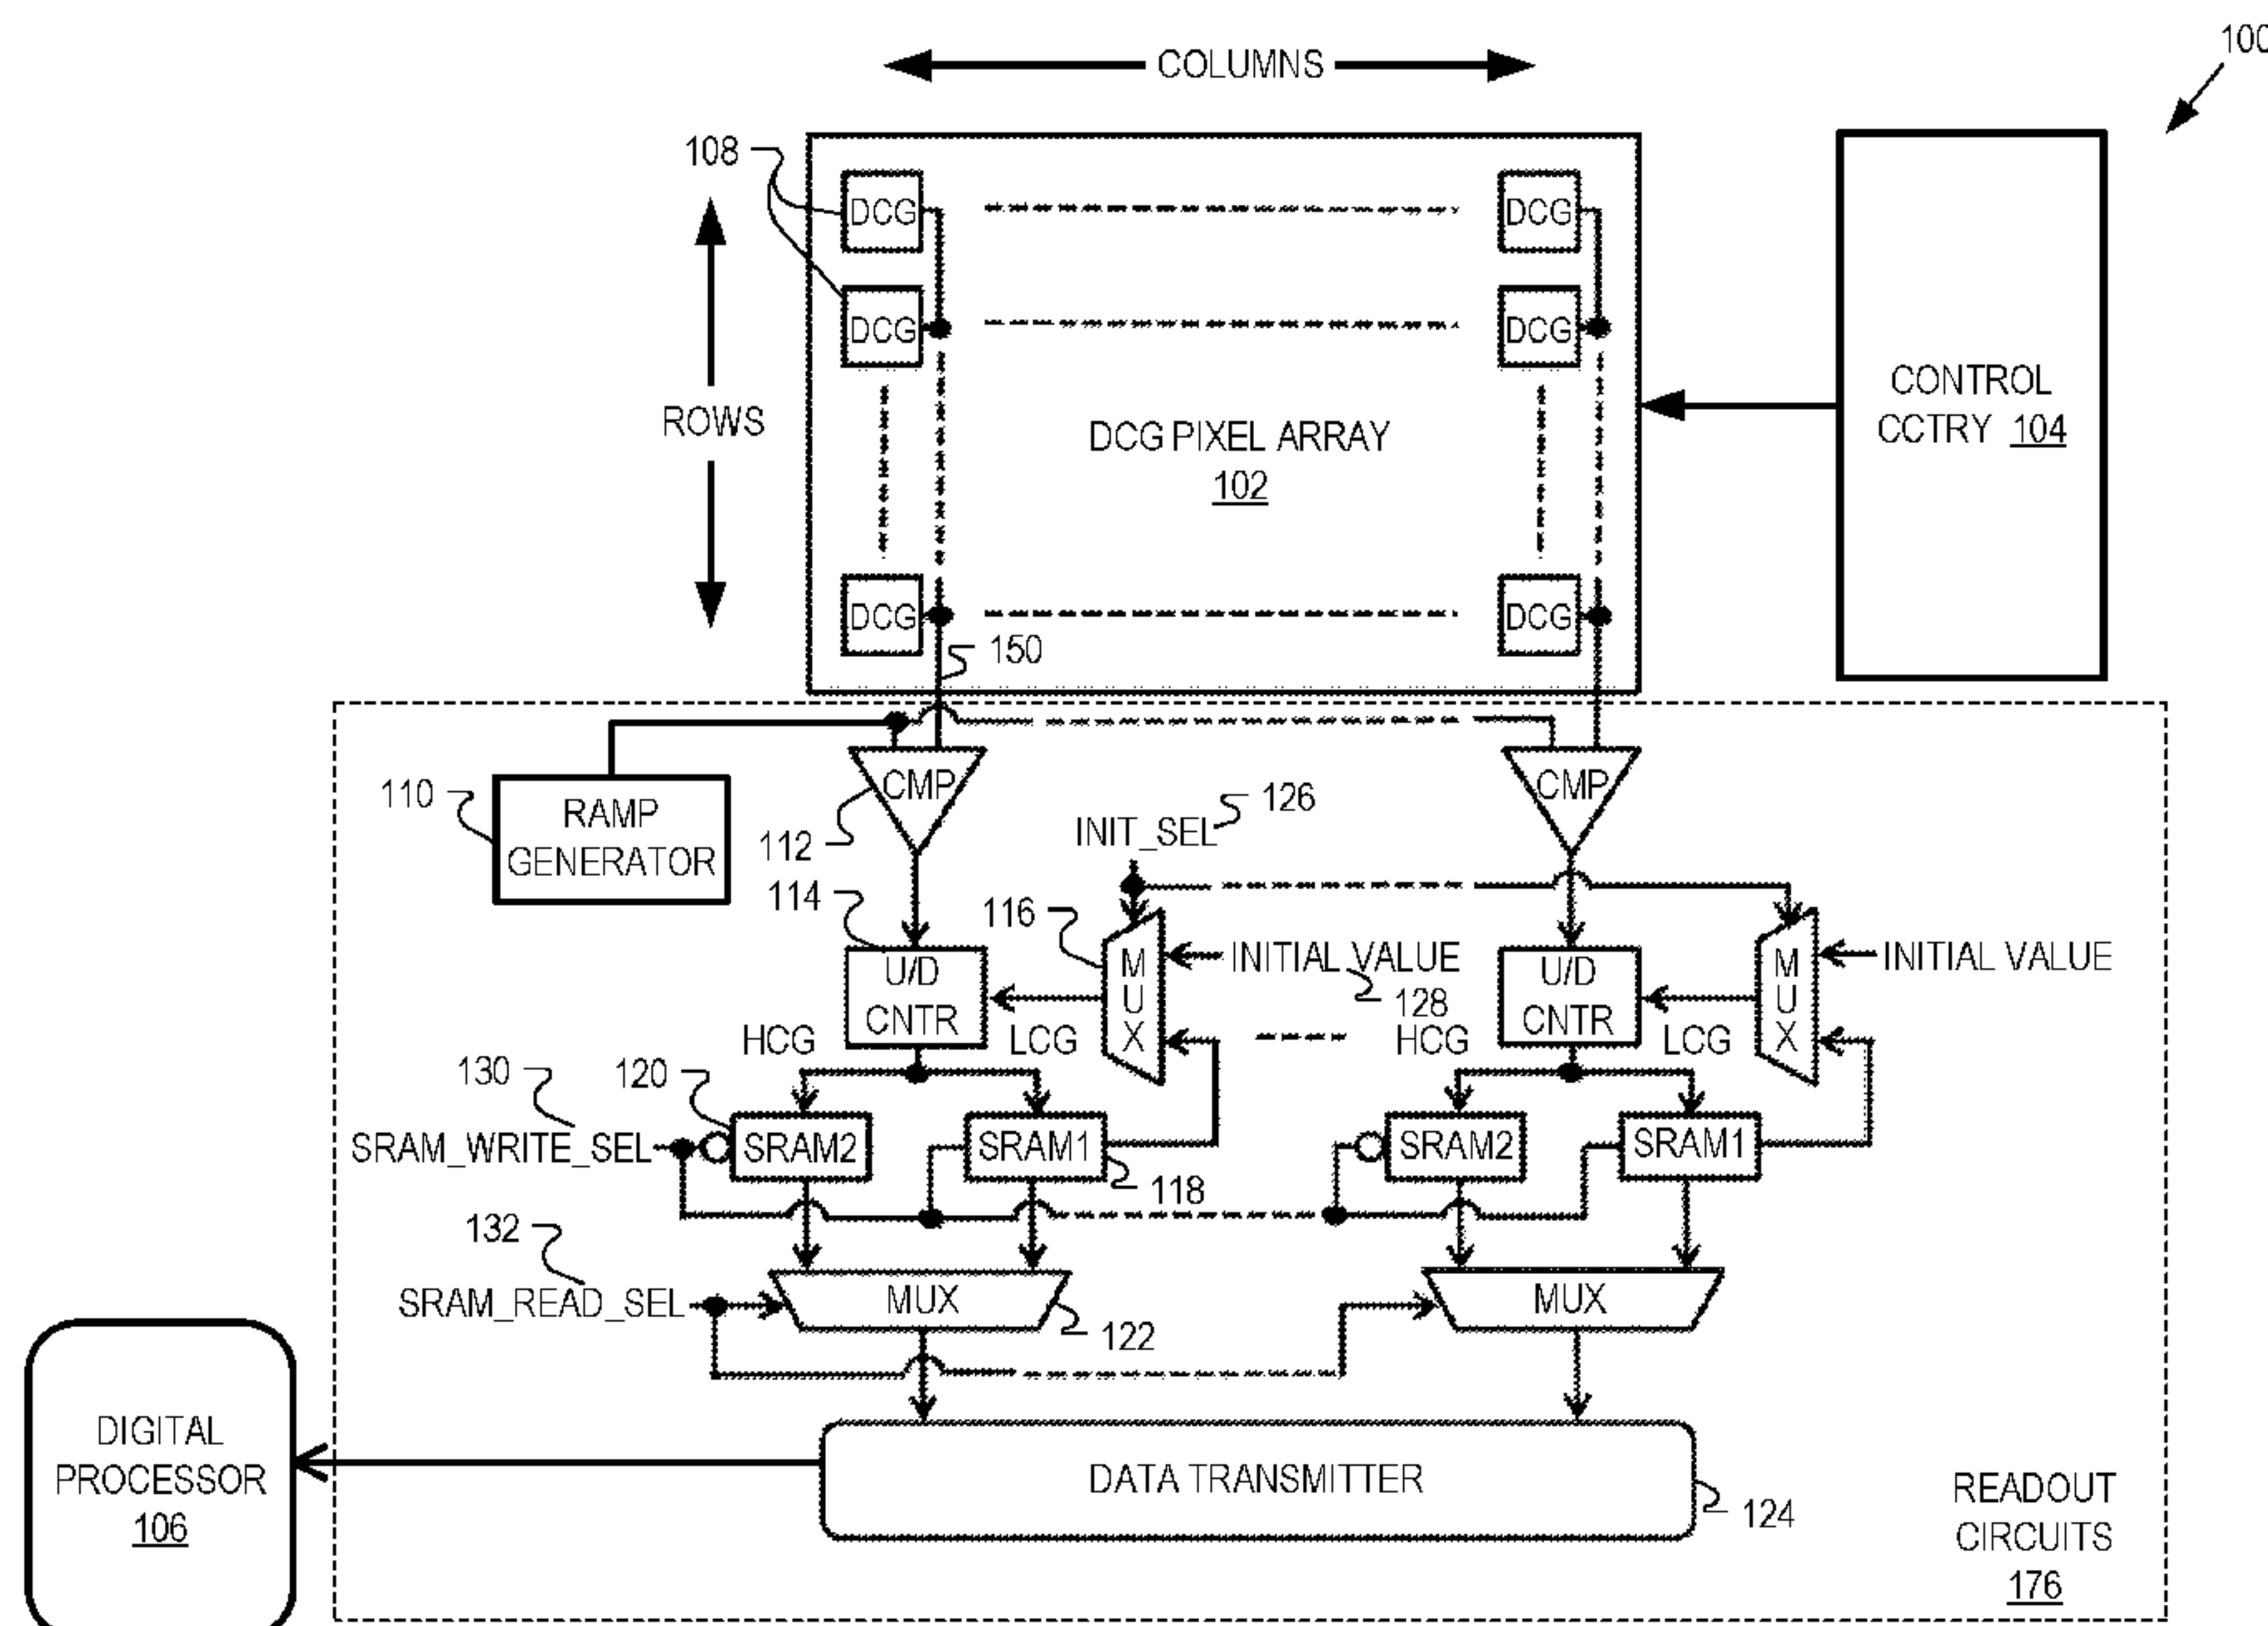 100
COLUMNS
108
DCG
DCG
DCG
DCG
ROWS
DCG PIXEL ARRAY
102
CONTROL
CCTRY 104
DCG
DCG
150
110
RAMP
GENERATOR
CMP
CMP
112
INIT_SEL
126
114
116
U/D
CNTR
MUX
INITIAL VALUE
128
U/D
CNTR
MUX
INITIAL VALUE
HCG
LCG
HCG
LCG
130
120
SRAM_WRITE_SEL
SRAM2
SRAM1
118
SRAM2
SRAM1
132
SRAM_READ_SEL
MUX
122
MUX
DIGITAL
PROCESSOR
106
DATA TRANSMITTER
124
READOUT
CIRCUITS
176